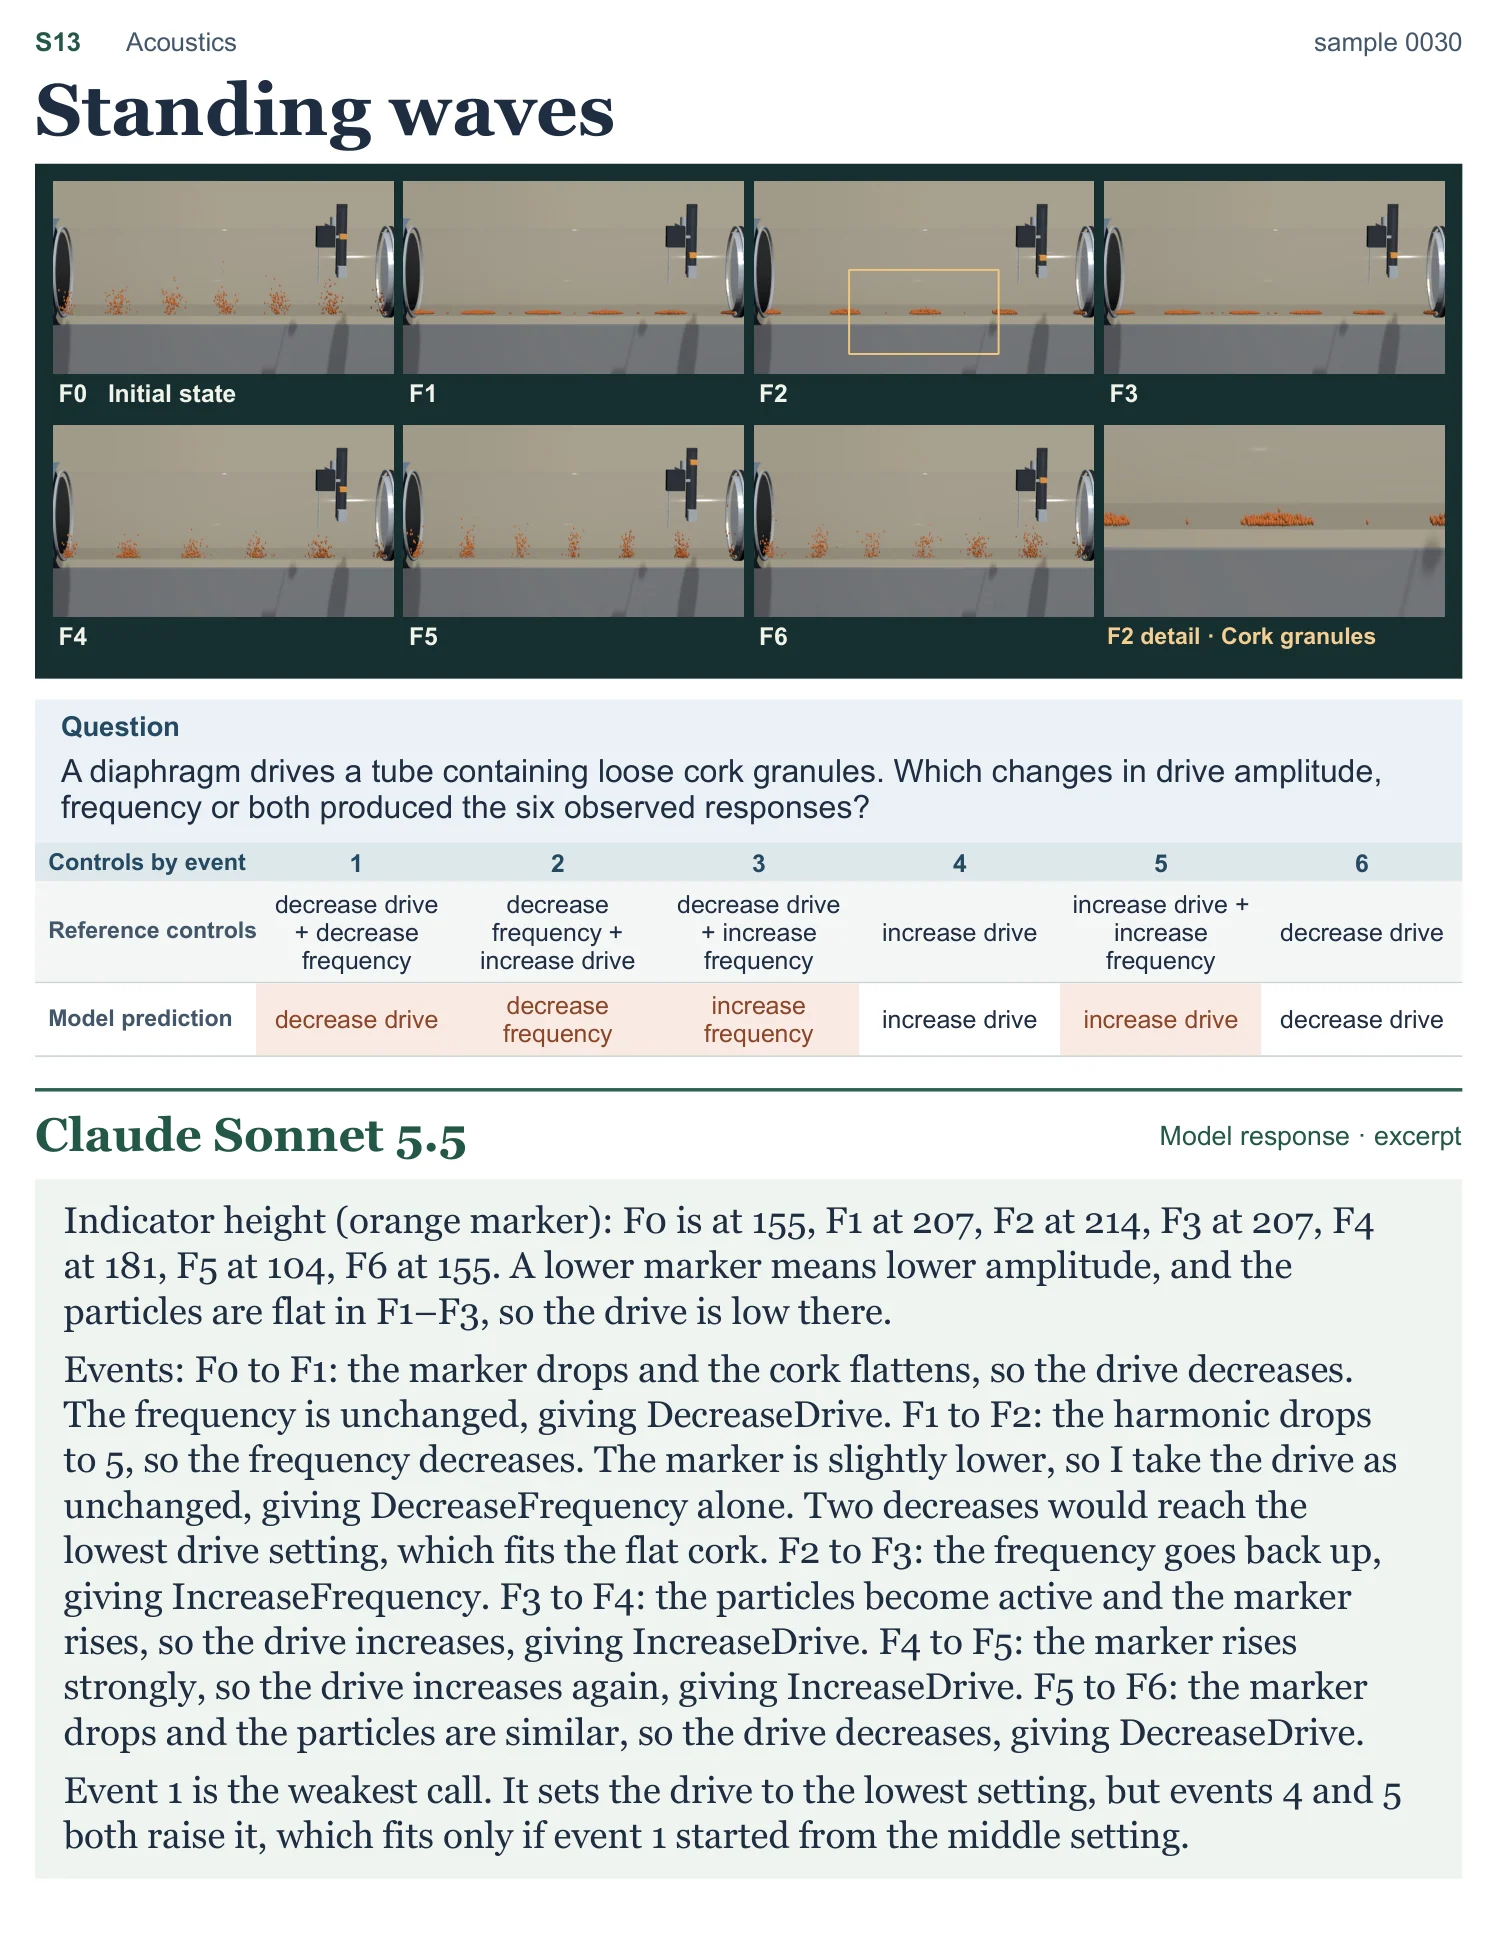 S13 Acoustics sample 0030
Standing waves
F0 Initial state
F1
F2
F3
F4
F5
F6
F2 detail · Cork granules
Question
A diaphragm drives a tube containing loose cork granules. Which changes in drive amplitude,
frequency or both produced the six observed responses?
Controls by event 1 2 3 4 5 6
Reference controls
decrease drive
+ decrease
frequency
decrease
frequency +
increase drive
decrease drive
+ increase
frequency
increase drive
increase drive +
increase
frequency
decrease drive
Model prediction
decrease drive
decrease
frequency
increase
frequency
increase drive
increase drive
decrease drive
Claude Sonnet 5.5
Model response · excerpt
Indicator height (orange marker): F0 is at 155, F1 at 207, F2 at 214, F3 at 207, F4
at 181, F5 at 104, F6 at 155. A lower marker means lower amplitude, and the
particles are flat in F1–F3, so the drive is low there.
Events: F0 to F1: the marker drops and the cork flattens, so the drive decreases.
The frequency is unchanged, giving DecreaseDrive. F1 to F2: the harmonic drops
to 5, so the frequency decreases. The marker is slightly lower, so I take the drive as
unchanged, giving DecreaseFrequency alone. Two decreases would reach the
lowest drive setting, which fits the flat cork. F2 to F3: the frequency goes back up,
giving IncreaseFrequency. F3 to F4: the particles become active and the marker
rises, so the drive increases, giving IncreaseDrive. F4 to F5: the marker rises
strongly, so the drive increases again, giving IncreaseDrive. F5 to F6: the marker
drops and the particles are similar, so the drive decreases, giving DecreaseDrive.
Event 1 is the weakest call. It sets the drive to the lowest setting, but events 4 and 5
both raise it, which fits only if event 1 started from the middle setting.